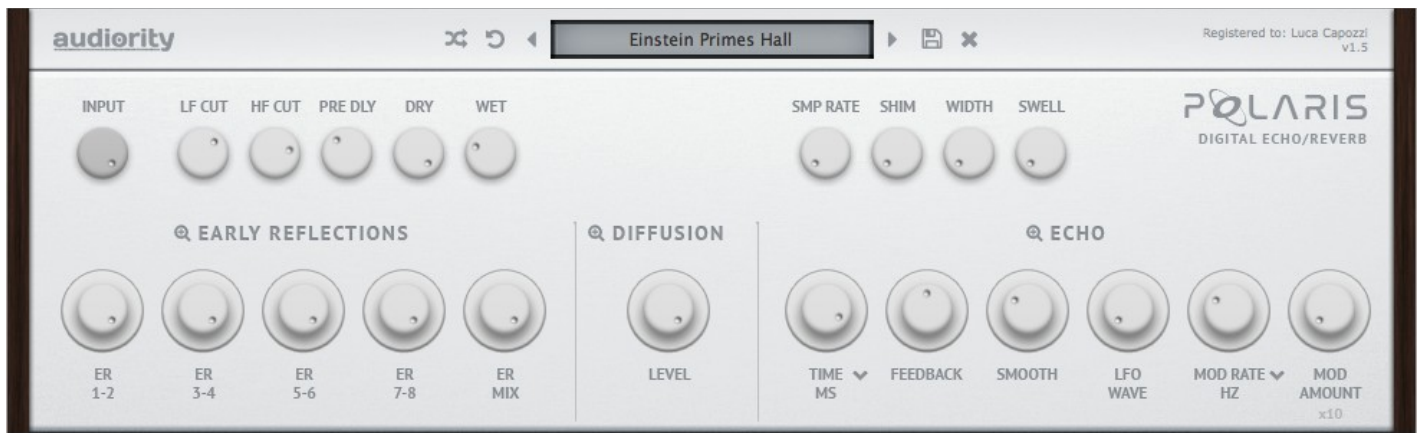 audiority
Einstein Primes Hall
Registered to: Luca Capozzi
v1.5
INPUT LF CUT HF CUT PRE DLY DRY WET SMP RATE SHIM WIDTH SWELL
POLARIS
DIGITAL ECHO/REVERB
EARLY REFLECTIONS DIFFUSION ECHO
ER ER ER ER ER LEVEL TIME FEEDBACK SMOOTH LFO MOD RATE MOD
1-2 3-4 5-6 7-8 MIX MS WAVE HZ AMOUNT
x10